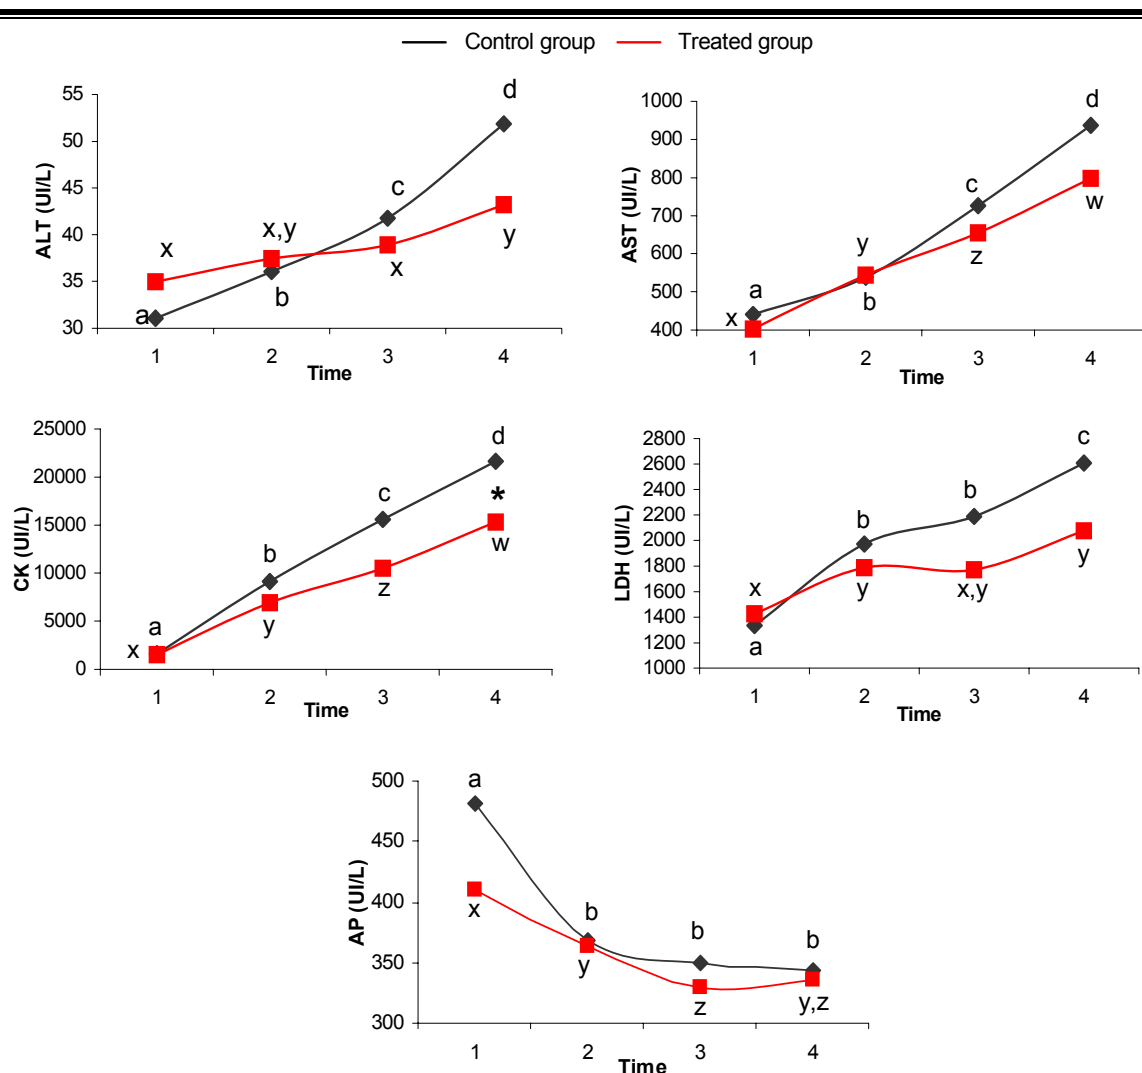 Control group Treated group
ALT (UI/L)
55
50
45
40
35
30
a
b
c
d
x
x,y
x
y
1 2 3 4
Time
AST (UI/L)
1000
900
800
700
600
500
400
a
b
c
d
x
y
z
w
1 2 3 4
Time
CK (UI/L)
25000
20000
15000
10000
5000
0
a
b
c
d
*
x
y
z
w
1 2 3 4
Time
LDH (UI/L)
2800
2600
2400
2200
2000
1800
1600
1400
1200
1000
a
b
b
c
x
y
x,y
y
1 2 3 4
Time
AP (UI/L)
500
450
400
350
300
a
b
b
b
x
y
z
y,z
1 2 3 4
Time